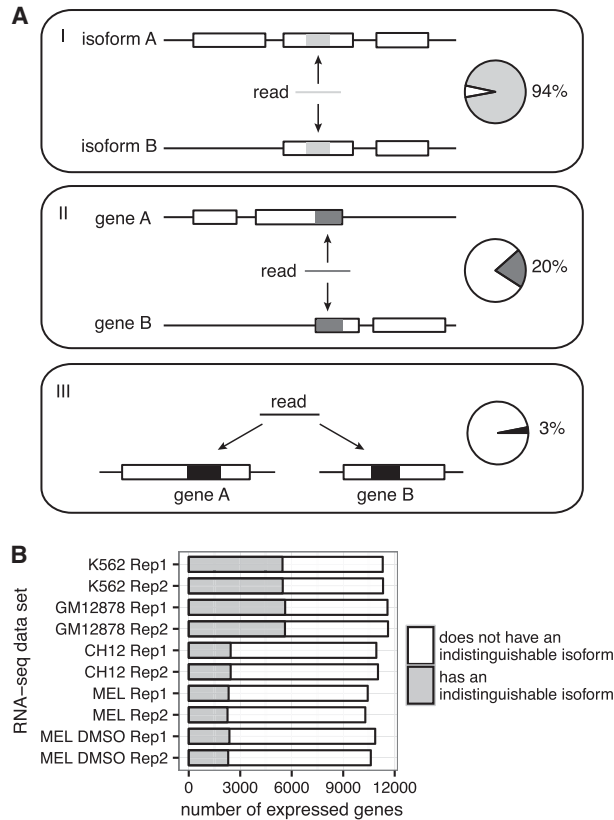 A
I
isoform A
read
94%
isoform B
II
gene A
read
20%
gene B
III
read
3%
gene A
gene B
B
RNA−seq data set
K562 Rep1
K562 Rep2
GM12878 Rep1
GM12878 Rep2
CH12 Rep1
CH12 Rep2
MEL Rep1
MEL Rep2
MEL DMSO Rep1
MEL DMSO Rep2
0 3000 6000 9000 12000
number of expressed genes
does not have an
indistinguishable isoform
has an
indistinguishable isoform